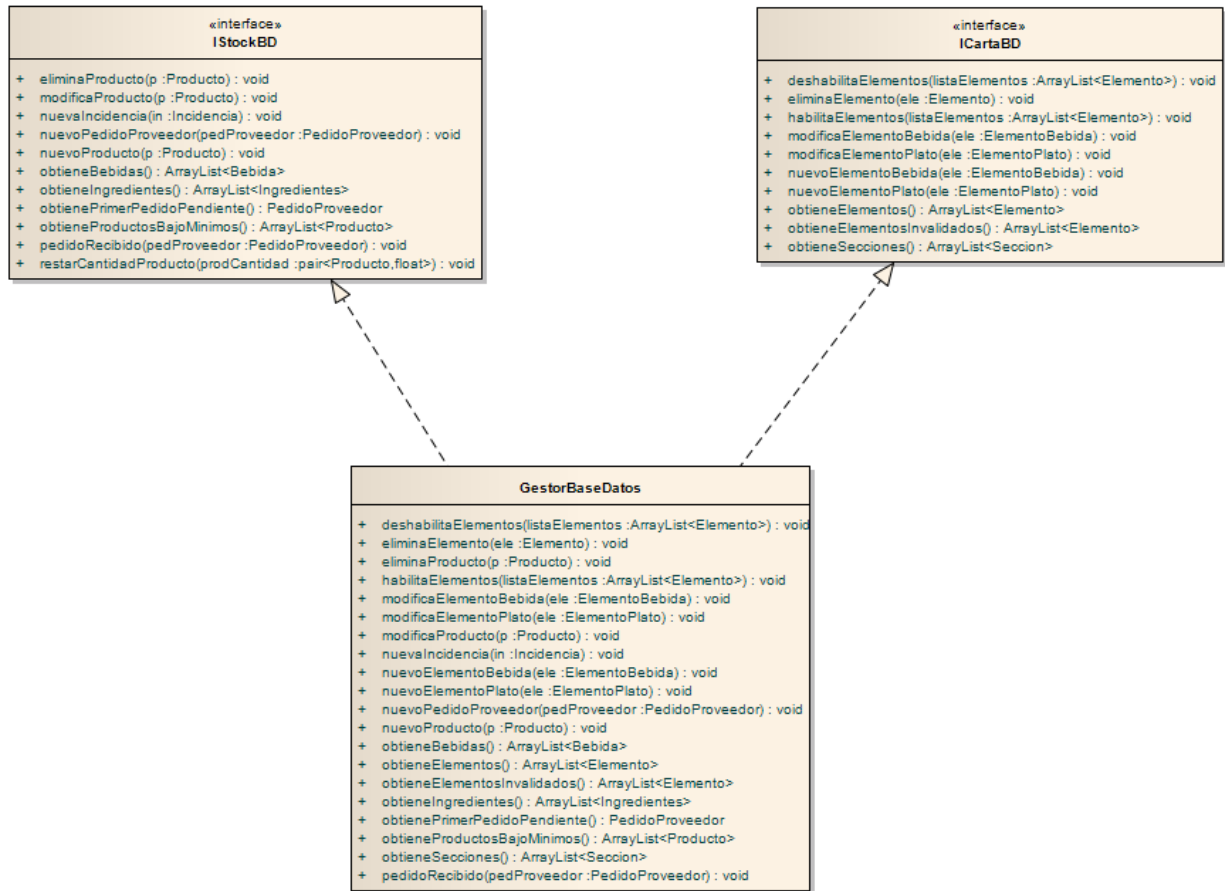 «interface»
IStockBD
+ eliminaProducto(p :Producto) : void
+ modificaProducto(p :Producto) : void
+ nuevaIncidencia(in :Incidencia) : void
+ nuevoPedidoProveedor(pedProveedor :PedidoProveedor) : void
+ nuevoProducto(p :Producto) : void
+ obtieneBebidas() : ArrayList<Bebida>
+ obtieneIngredientes() : ArrayList<Ingredientes>
+ obtienePrimerPedidoPendiente() : PedidoProveedor
+ obtieneProductosBajoMinimos() : ArrayList<Producto>
+ pedidoRecibido(pedProveedor :PedidoProveedor) : void
+ restarCantidadProducto(prodCantidad :pair<Producto,float>) : void
«interface»
ICartaBD
+ deshabilitaElementos(listaElementos :ArrayList<Elemento>) : void
+ eliminaElemento(ele :Elemento) : void
+ habilitaElementos(listaElementos :ArrayList<Elemento>) : void
+ modificaElementoBebida(ele :ElementoBebida) : void
+ modificaElementoPlato(ele :ElementoPlato) : void
+ nuevoElementoBebida(ele :ElementoBebida) : void
+ nuevoElementoPlato(ele :ElementoPlato) : void
+ obtieneElementos() : ArrayList<Elemento>
+ obtieneElementosInvalidados() : ArrayList<Elemento>
+ obtieneSecciones() : ArrayList<Seccion>
GestorBaseDatos
+ deshabilitaElementos(listaElementos :ArrayList<Elemento>) : void
+ eliminaElemento(ele :Elemento) : void
+ eliminaProducto(p :Producto) : void
+ habilitaElementos(listaElementos :ArrayList<Elemento>) : void
+ modificaElementoBebida(ele :ElementoBebida) : void
+ modificaElementoPlato(ele :ElementoPlato) : void
+ modificaProducto(p :Producto) : void
+ nuevaIncidencia(in :Incidencia) : void
+ nuevoElementoBebida(ele :ElementoBebida) : void
+ nuevoElementoPlato(ele :ElementoPlato) : void
+ nuevoPedidoProveedor(pedProveedor :PedidoProveedor) : void
+ nuevoProducto(p :Producto) : void
+ obtieneBebidas() : ArrayList<Bebida>
+ obtieneElementos() : ArrayList<Elemento>
+ obtieneElementosInvalidados() : ArrayList<Elemento>
+ obtieneIngredientes() : ArrayList<Ingredientes>
+ obtienePrimerPedidoPendiente() : PedidoProveedor
+ obtieneProductosBajoMinimos() : ArrayList<Producto>
+ obtieneSecciones() : ArrayList<Seccion>
+ pedidoRecibido(pedProveedor :PedidoProveedor) : void